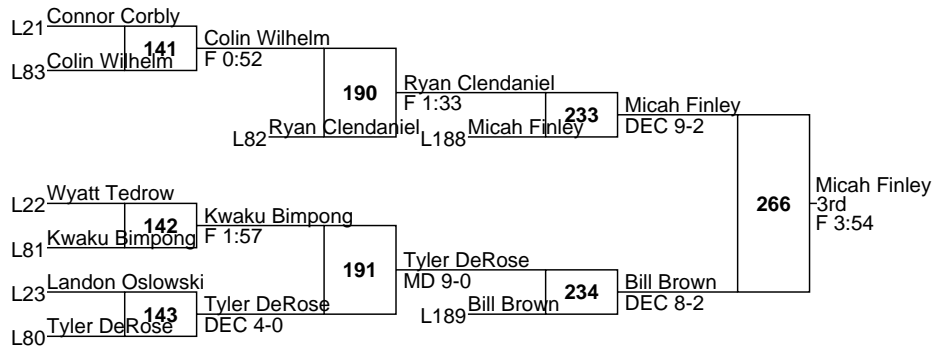 Connor Corbly
L21
141
Colin Wilhelm
F 0:52
Colin Wilhelm
L83
190
Ryan Clendaniel
F 1:33
Ryan Clendaniel
L82
233
Micah Finley
DEC 9-2
Micah Finley
L188
Wyatt Tedrow
L22
142
Kwaku Bimpong
F 1:57
Kwaku Bimpong
L81
266
Micah Finley
3rd
F 3:54
Landon Oslowski
L23
143
Tyler DeRose
DEC 4-0
Tyler DeRose
L80
191
Tyler DeRose
MD 9-0
Bill Brown
L189
234
Bill Brown
DEC 8-2